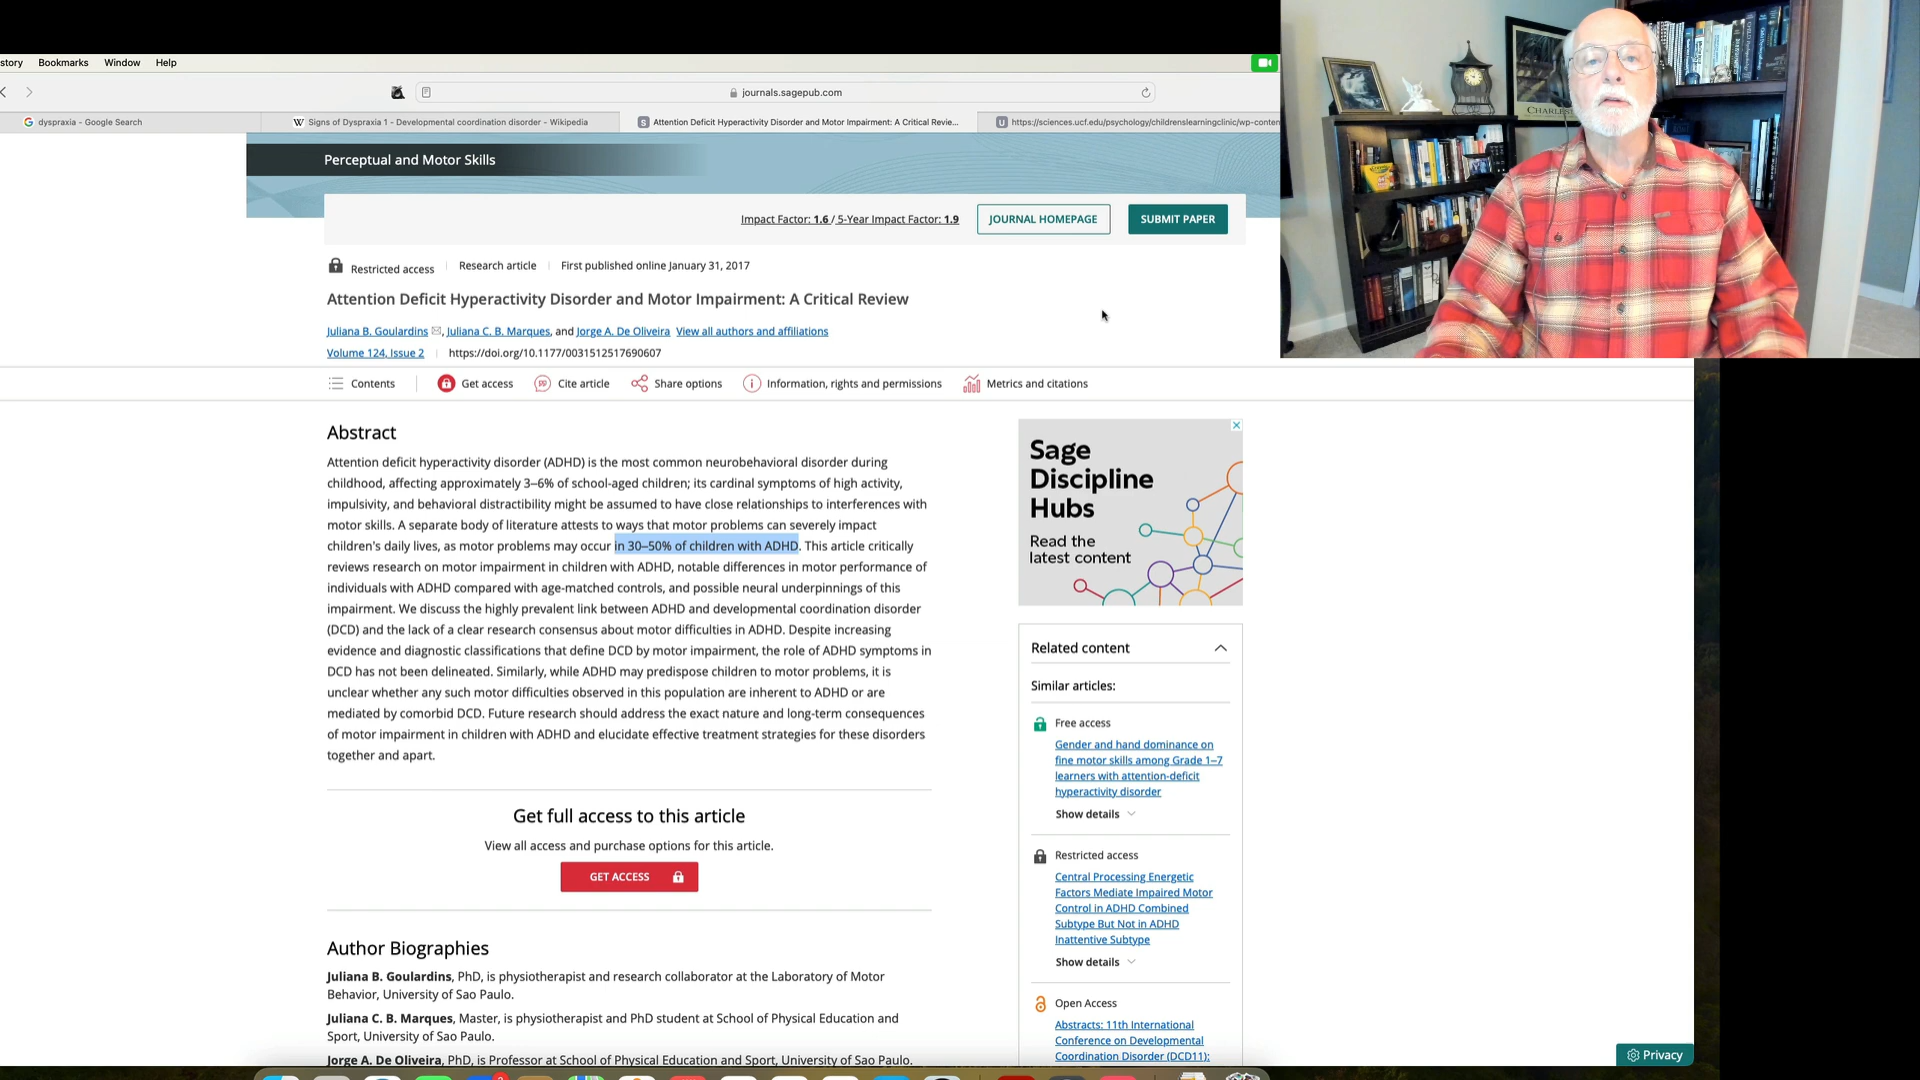 story Bookmarks Window Help
journals.sagepub.com
dyspraxia - Google Search
Signs of Dyspraxia 1 - Developmental coordination disorder - Wikipedia
Attention Deficit Hyperactivity Disorder and Motor Impairment: A Critical Revie...
https://sciences.ucf.edu/psychology/childrenslearningclinic/wp-conten
Perceptual and Motor Skills
Impact Factor: 1.6 / 5-Year Impact Factor: 1.9
JOURNAL HOMEPAGE
SUBMIT PAPER
Restricted access
Research article
First published online January 31, 2017
Attention Deficit Hyperactivity Disorder and Motor Impairment: A Critical Review
Juliana B. Goulardins, Juliana C. B. Marques, and Jorge A. De Oliveira View all authors and affiliations
Volume 124, Issue 2
https://doi.org/10.1177/0031512517690607
Contents
Get access
Cite article
Share options
Information, rights and permissions
Metrics and citations
Abstract
Attention deficit hyperactivity disorder (ADHD) is the most common neurobehavioral disorder during
childhood, affecting approximately 3–6% of school-aged children; its cardinal symptoms of high activity,
impulsivity, and behavioral distractibility might be assumed to have close relationships to interferences with
motor skills. A separate body of literature attests to ways that motor problems can severely impact
children's daily lives, as motor problems may occur in 30–50% of children with ADHD. This article critically
reviews research on motor impairment in children with ADHD, notable differences in motor performance of
individuals with ADHD compared with age-matched controls, and possible neural underpinnings of this
impairment. We discuss the highly prevalent link between ADHD and developmental coordination disorder
(DCD) and the lack of a clear research consensus about motor difficulties in ADHD. Despite increasing
evidence and diagnostic classifications that define DCD by motor impairment, the role of ADHD symptoms in
DCD has not been delineated. Similarly, while ADHD may predispose children to motor problems, it is
unclear whether any such motor difficulties observed in this population are inherent to ADHD or are
mediated by comorbid DCD. Future research should address the exact nature and long-term consequences
of motor impairment in children with ADHD and elucidate effective treatment strategies for these disorders
together and apart.
Get full access to this article
View all access and purchase options for this article.
GET ACCESS
Author Biographies
Juliana B. Goulardins, PhD, is physiotherapist and research collaborator at the Laboratory of Motor
Behavior, University of Sao Paulo.
Juliana C. B. Marques, Master, is physiotherapist and PhD student at School of Physical Education and
Sport, University of Sao Paulo.
Jorge A. De Oliveira, PhD, is Professor at School of Physical Education and Sport, University of Sao Paulo.
Sage
Discipline
Hubs
Read the
latest content
Related content
Similar articles:
Free access
Gender and hand dominance on
fine motor skills among Grade 1–7
learners with attention-deficit
hyperactivity disorder
Show details
Restricted access
Central Processing Energetic
Factors Mediate Impaired Motor
Control in ADHD Combined
Subtype But Not in ADHD
Inattentive Subtype
Show details
Open Access
Abstracts: 11th International
Conference on Developmental
Coordination Disorder (DCD11):
Privacy